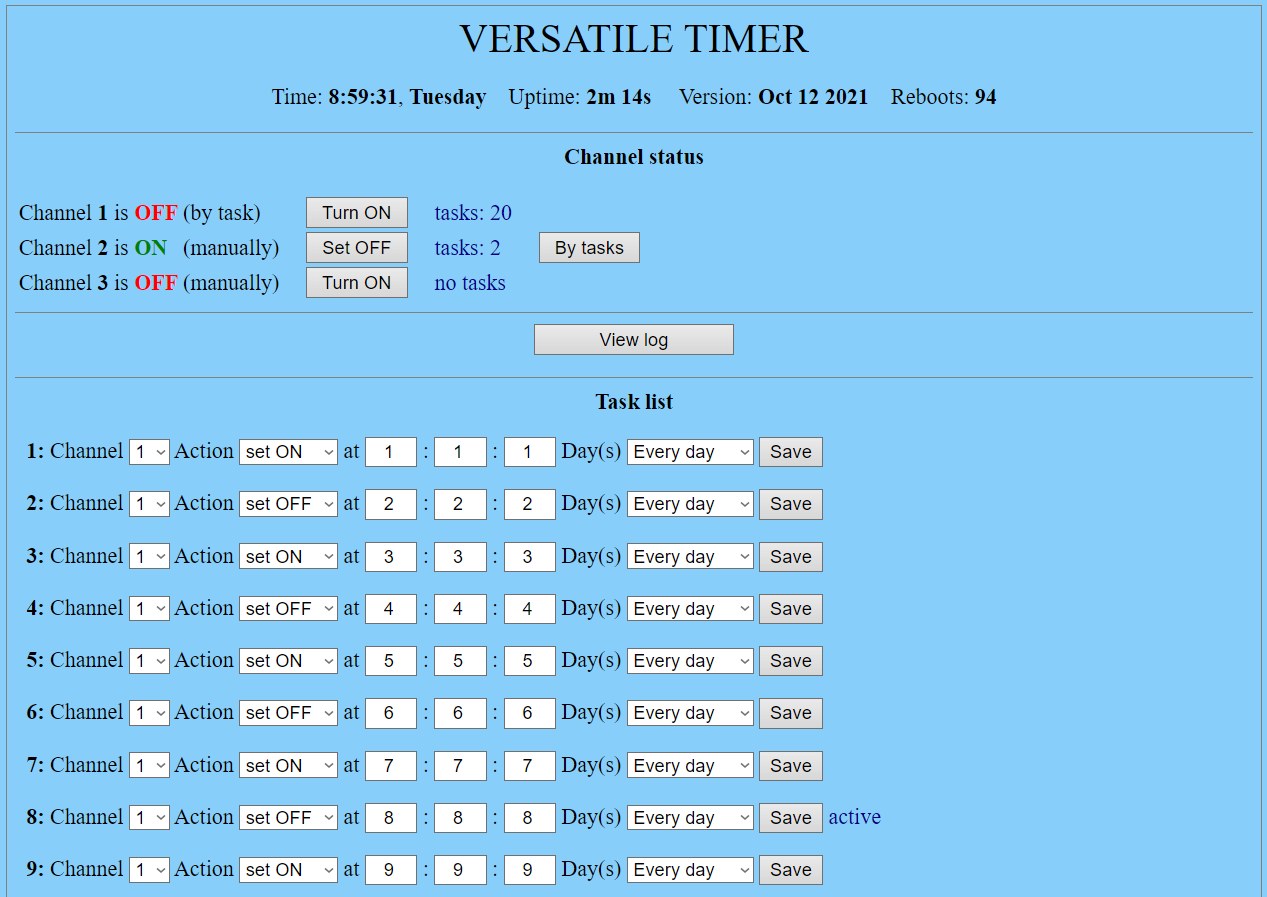 VERSATILE TIMER
Time: 8:59:31, Tuesday Uptime: 2m 14s Version: Oct 12 2021 Reboots: 94
Channel status
Channel 1 is OFF (by task) Turn ON tasks: 20
Channel 2 is ON (manually) Set OFF tasks: 2 By tasks
Channel 3 is OFF (manually) Turn ON no tasks
View log
Task list
1: Channel 1 Action set ON at 1 : 1 : 1 Day(s) Every day Save
2: Channel 1 Action set OFF at 2 : 2 : 2 Day(s) Every day Save
3: Channel 1 Action set ON at 3 : 3 : 3 Day(s) Every day Save
4: Channel 1 Action set OFF at 4 : 4 : 4 Day(s) Every day Save
5: Channel 1 Action set ON at 5 : 5 : 5 Day(s) Every day Save
6: Channel 1 Action set OFF at 6 : 6 : 6 Day(s) Every day Save
7: Channel 1 Action set ON at 7 : 7 : 7 Day(s) Every day Save
8: Channel 1 Action set OFF at 8 : 8 : 8 Day(s) Every day Save active
9: Channel 1 Action set ON at 9 : 9 : 9 Day(s) Every day Save